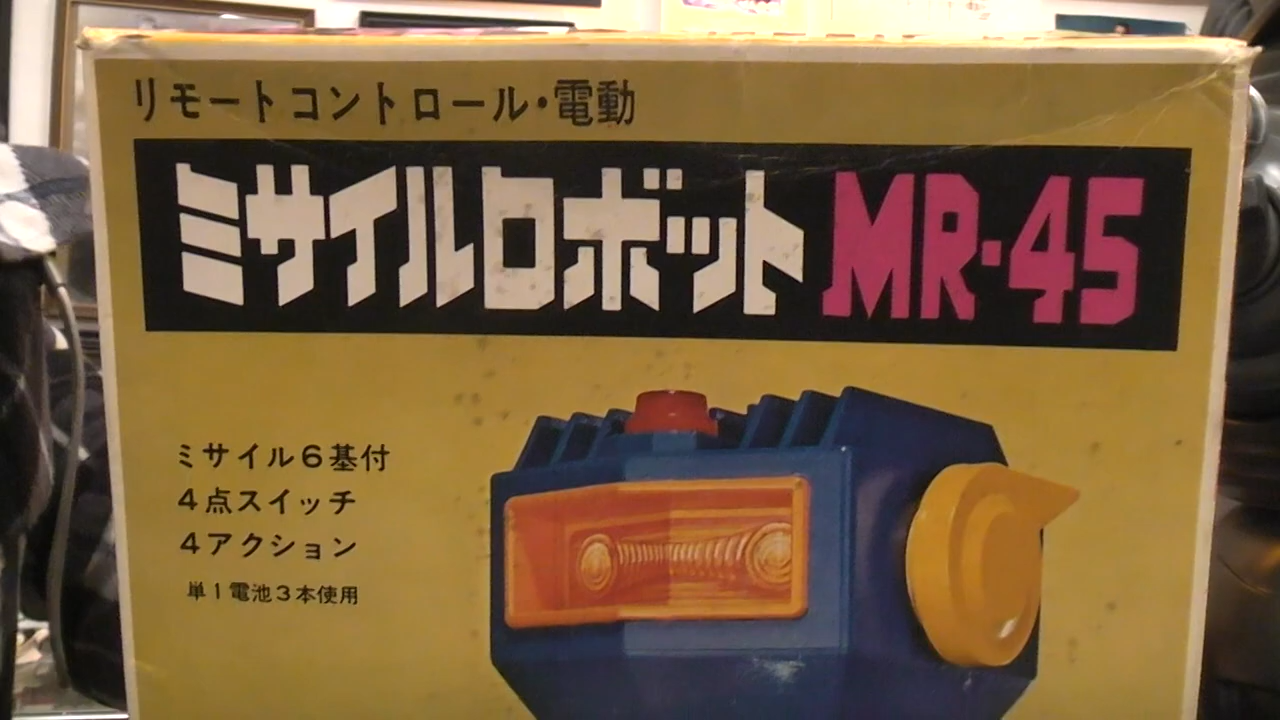 リモートコントロール・電動
ミサイルロボット MR-45
ミサイル6基付
4点スイッチ
4アクション
単1電池3本使用